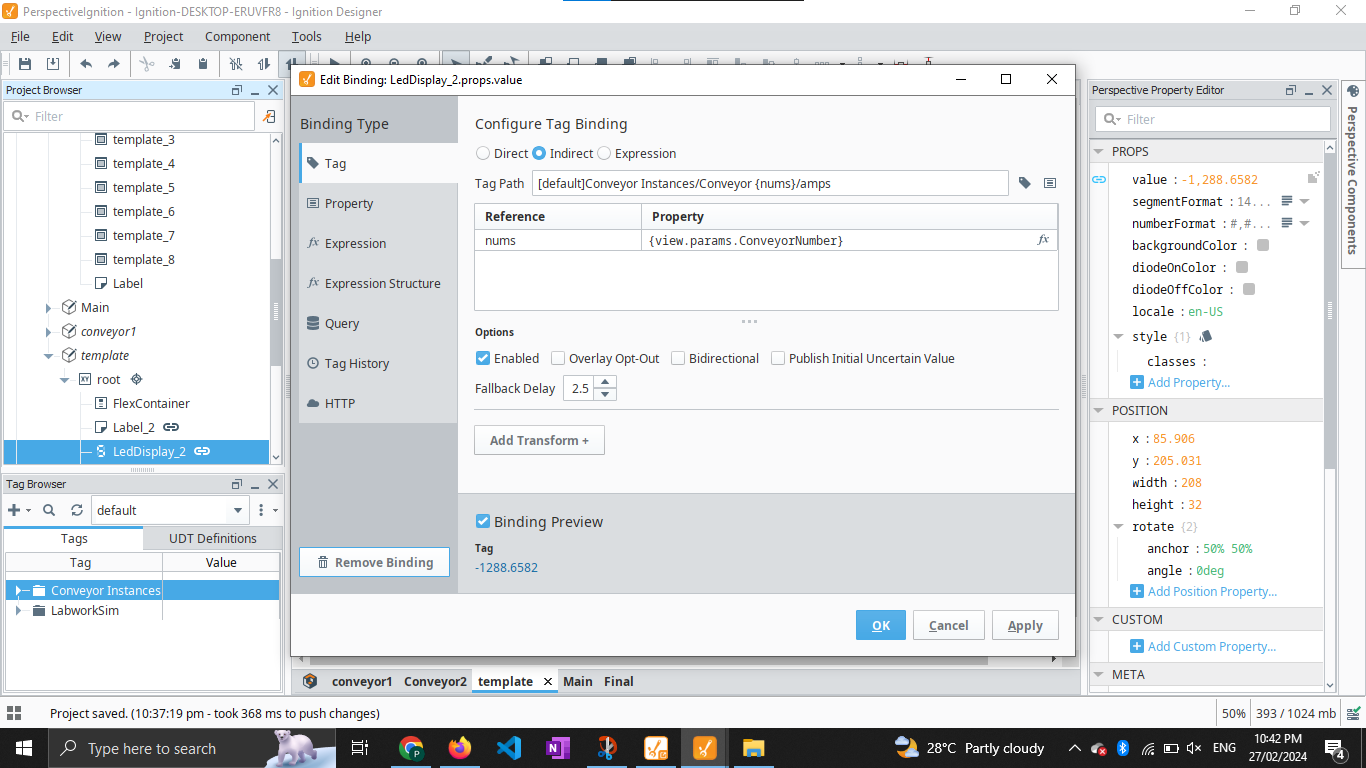 PerspectiveIgnition - Ignition-DESKTOP-ERUVFR8 - Ignition Designer
File Edit View Project Component Tools Help
Project Browser
Filter
template_3
template_4
template_5
template_6
template_7
template_8
Label
Main
conveyor1
template
root
FlexContainer
Label_2
LedDisplay_2
Tag Browser
default
Tags UDT Definitions
Tag Value
Conveyor Instances
LabworkSim
Edit Binding: LedDisplay_2.props.value
Binding Type
Tag
Property
fx Expression
fx Expression Structure
Query
Tag History
HTTP
Remove Binding
Configure Tag Binding
Direct Indirect Expression
Tag Path [default]Conveyor Instances/Conveyor {nums}/amps
Reference Property
nums {view.params.ConveyorNumber} fx
Options
Enabled Overlay Opt-Out Bidirectional Publish Initial Uncertain Value
Fallback Delay 2.5
Add Transform +
Binding Preview
Tag
-1288.6582
OK Cancel Apply
conveyor1 Conveyor2 template Main Final
Perspective Property Editor
Filter
PROPS
value : -1,288.6582
segmentFormat : 14...
numberFormat : #,#...
backgroundColor :
diodeOnColor :
diodeOffColor :
locale : en-US
style {1}
classes :
Add Property...
POSITION
x : 85.906
y : 205.031
width : 208
height : 32
rotate {2}
anchor : 50% 50%
angle : 0deg
Add Position Property...
CUSTOM
Add Custom Property...
META
Perspective Components
Project saved. (10:37:19 pm - took 368 ms to push changes)
50% 393 / 1024 mb
Type here to search
28°C Partly cloudy
ENG
10:42 PM
27/02/2024
4